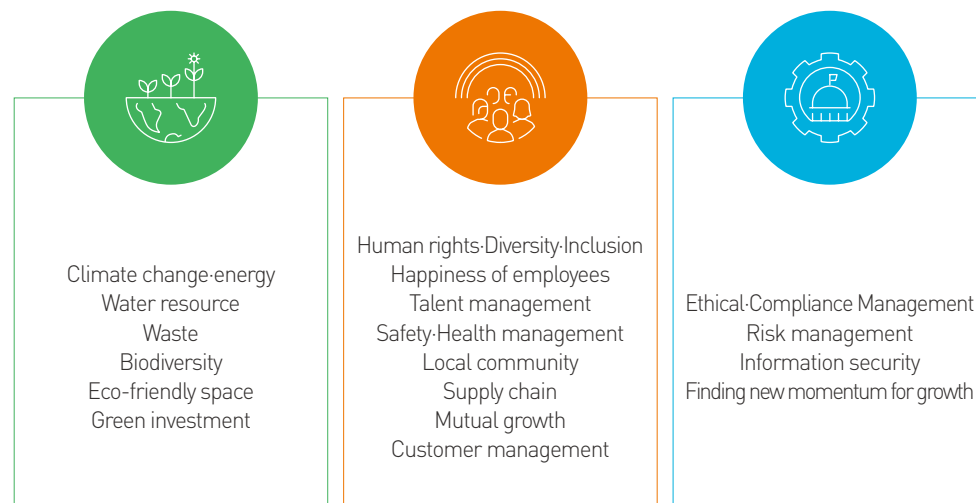 Climate change·energy
Water resource
Waste
Biodiversity
Eco-friendly space
Green investment
Human rights·Diversity·Inclusion
Happiness of employees
Talent management
Safety·Health management
Local community
Supply chain
Mutual growth
Customer management
Ethical·Compliance Management
Risk management
Information security
Finding new momentum for growth